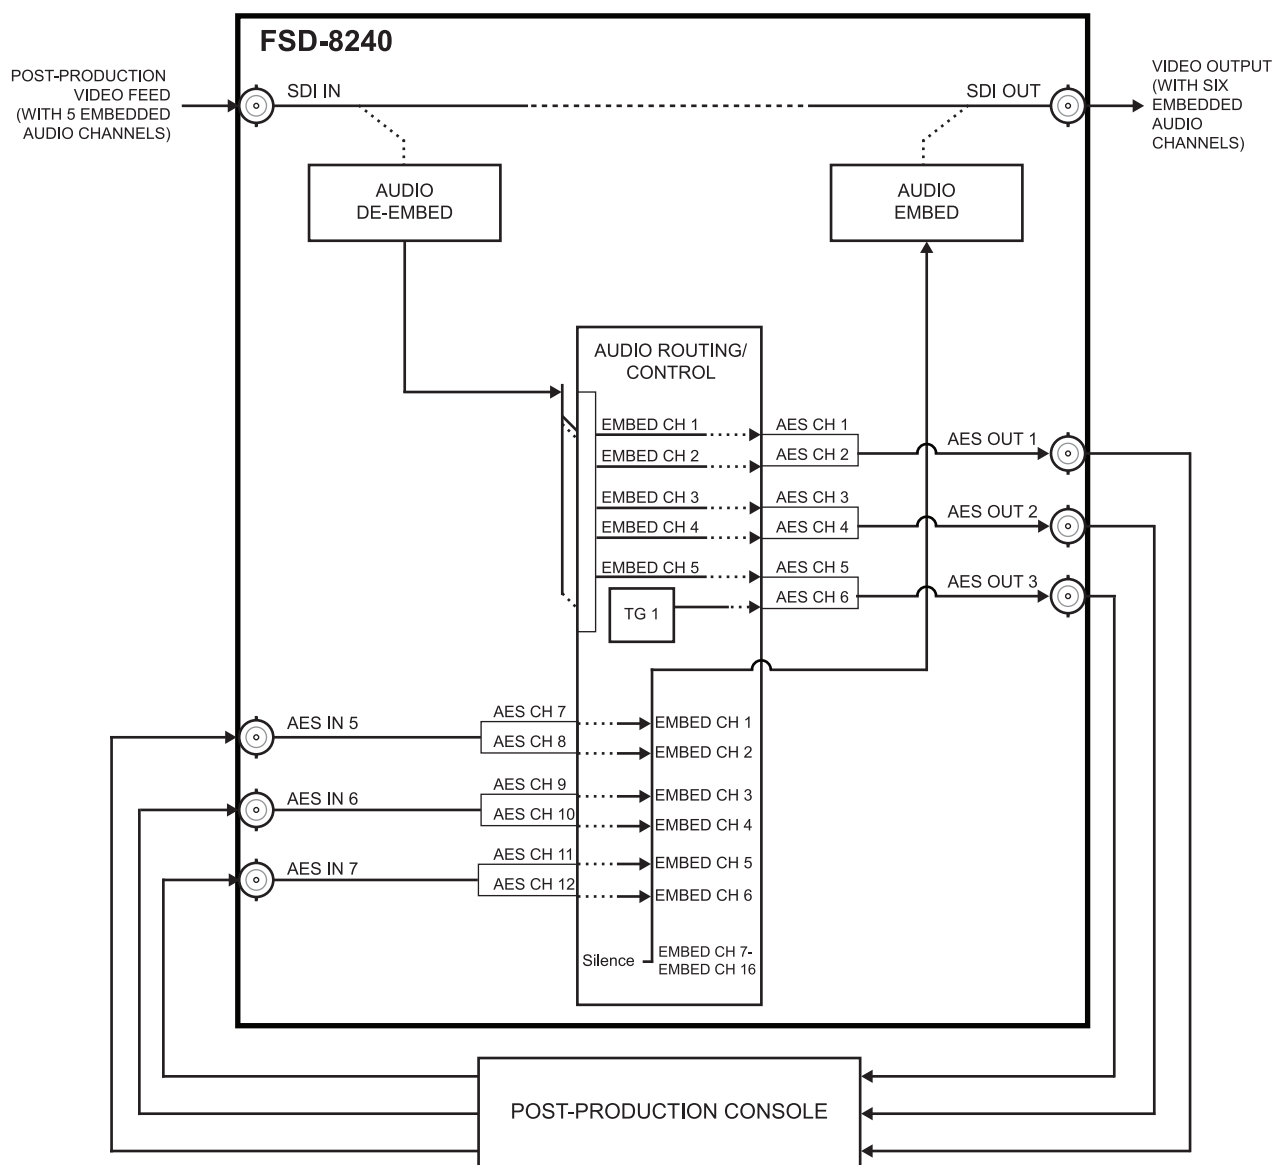 FSD-8240
POST-PRODUCTION
VIDEO FEED
(WITH 5 EMBEDDED
AUDIO CHANNELS)
SDI IN
SDI OUT
VIDEO OUTPUT
(WITH SIX
EMBEDDED
AUDIO
CHANNELS)
AUDIO
DE-EMBED
AUDIO
EMBED
AUDIO ROUTING/
CONTROL
EMBED CH 1
AES CH 1
EMBED CH 2
AES CH 2
AES OUT 1
EMBED CH 3
AES CH 3
EMBED CH 4
AES CH 4
AES OUT 2
EMBED CH 5
AES CH 5
TG 1
AES CH 6
AES OUT 3
AES IN 5
AES CH 7
EMBED CH 1
AES CH 8
EMBED CH 2
AES IN 6
AES CH 9
EMBED CH 3
AES CH 10
EMBED CH 4
AES IN 7
AES CH 11
EMBED CH 5
AES CH 12
EMBED CH 6
Silence
EMBED CH 7-
EMBED CH 16
POST-PRODUCTION CONSOLE